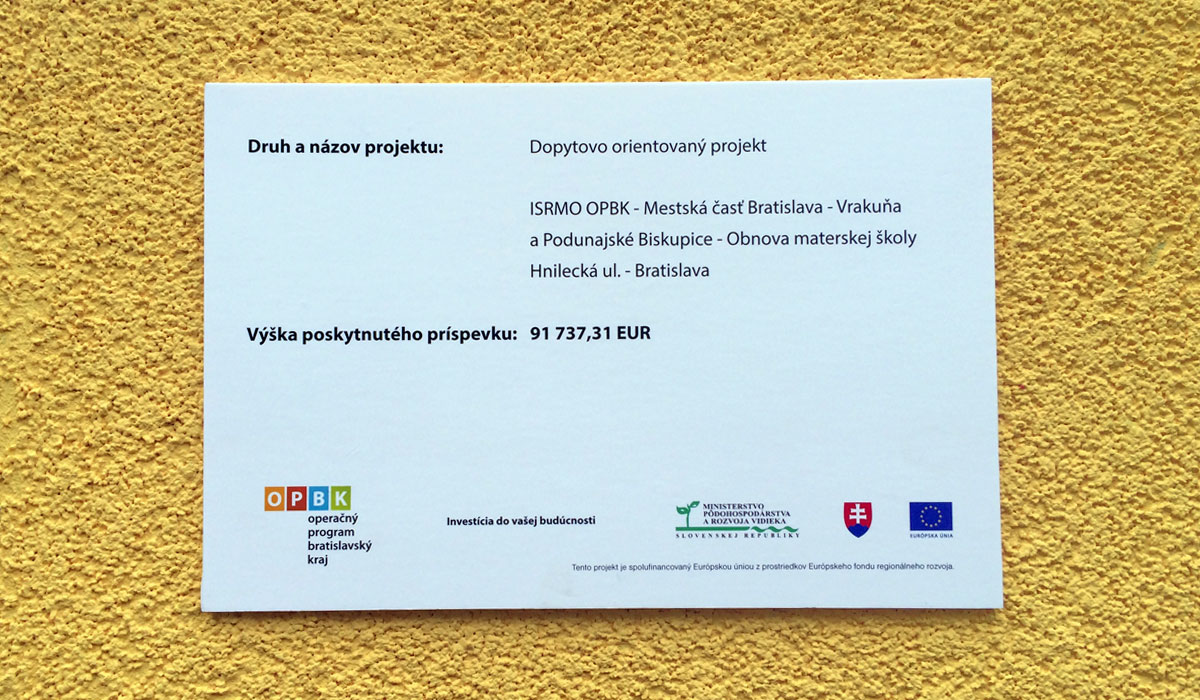 Druh a názov projektu: Dopytovo orientovaný projekt
ISRMO OPBK - Mestská časť Bratislava - Vrakuňa
a Podunajské Biskupice - Obnova materskej školy
Hnilecká ul. - Bratislava
Výška poskytnutého príspevku: 91 737,31 EUR
OPBK
operačný
program
bratislavský
kraj
Investícia do vašej budúcnosti
MINISTERSTVO
PÔDOHOSPODÁRSTVA
A ROZVOJA VIDIEKA
SLOVENSKEJ REPUBLIKY
EURÓPSKA ÚNIA
Tento projekt je spolufinancovaný Európskou úniou z prostriedkov Európskeho fondu regionálneho rozvoja.